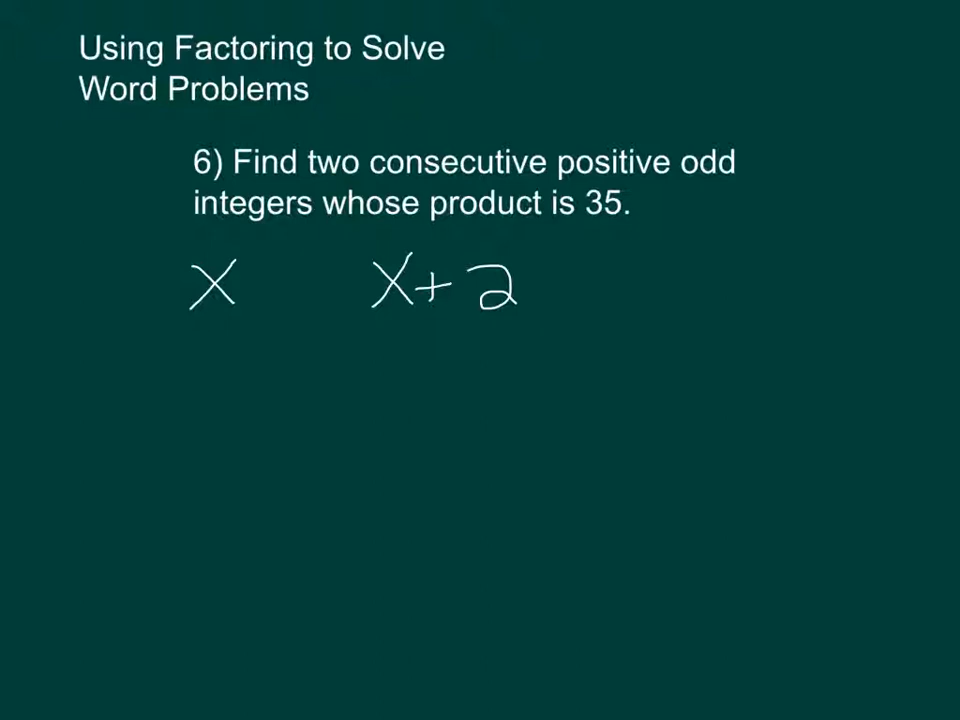 Using Factoring to Solve
Word Problems
6) Find two consecutive positive odd
integers whose product is 35.
x x+2